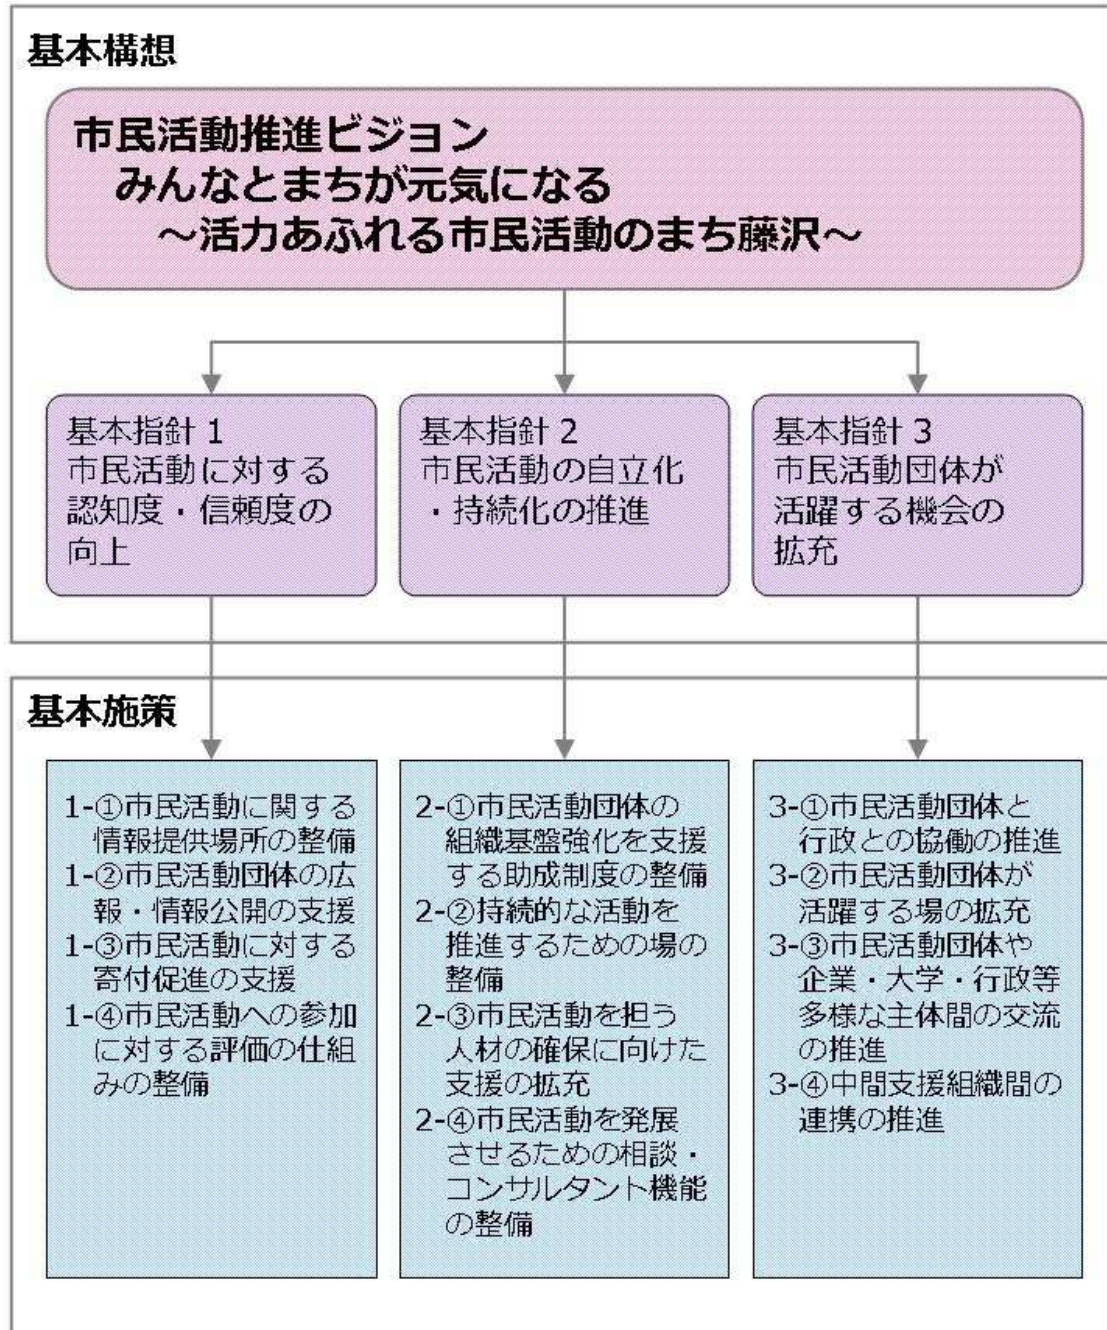 基本構想
市民活動推進ビジョン
みんなとまちが元気になる
～活力あふれる市民活動のまち藤沢～
基本指針 1
市民活動に対する
認知度・信頼度の
向上
基本指針 2
市民活動の自立化
・持続化の推進
基本指針 3
市民活動団体が
活躍する機会の
拡充
基本施策
1-①市民活動に関する
情報提供場所の整備
1-②市民活動団体の広
報・情報公開の支援
1-③市民活動に対する
寄付促進の支援
1-④市民活動への参加
に対する評価の仕組
みの整備
2-①市民活動団体の
組織基盤強化を支援
する助成制度の整備
2-②持続的な活動を
推進するための場の
整備
2-③市民活動を担う
人材の確保に向けた
支援の拡充
2-④市民活動を発展
させるための相談・
コンサルタント機能
の整備
3-①市民活動団体と
行政との協働の推進
3-②市民活動団体が
活躍する場の拡充
3-③市民活動団体や
企業・大学・行政等
多様な主体間の交流
の推進
3-④中間支援組織間の
連携の推進